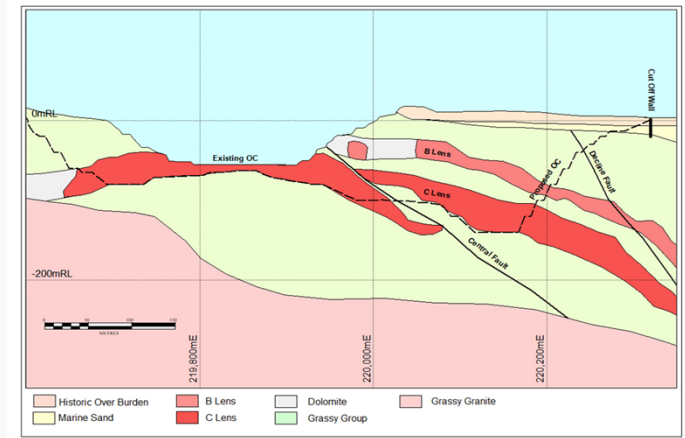 Cut Off Wall
0mRL
Existing OC
B Lens
Proposed OC
Decline Fault
C Lens
Central Fault
-200mRL
METRES
219,800mE
220,000mE
220,200mE
Historic Over Burden
B Lens
Dolomite
Grassy Granite
Marine Sand
C Lens
Grassy Group